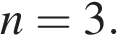 n = 3.